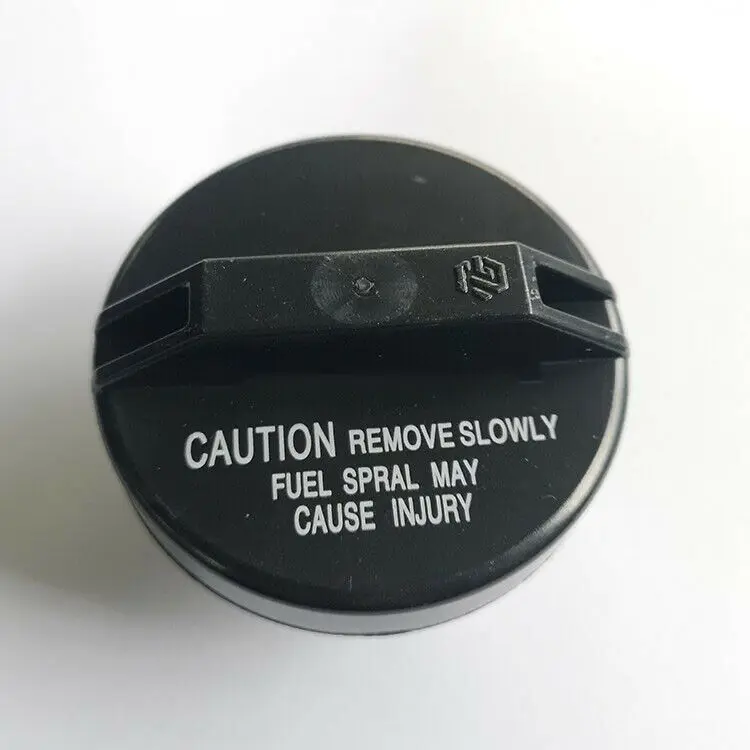 CAUTION REMOVE SLOWLY
FUEL SPRAL MAY
CAUSE INJURY